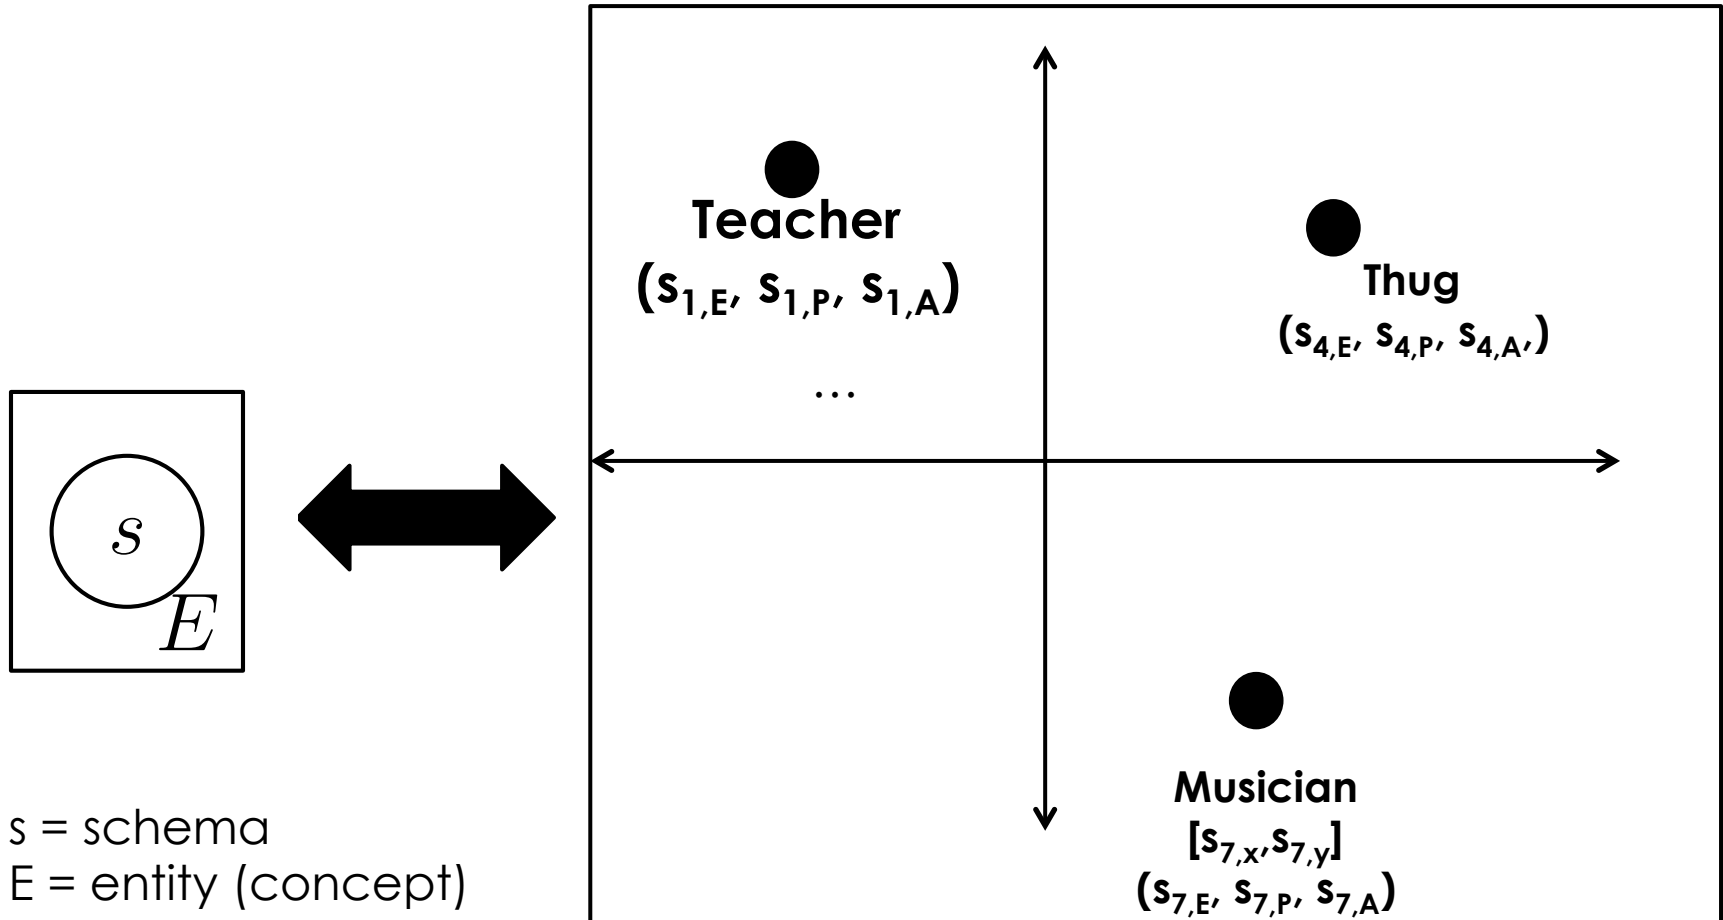 Teacher
(s1,E, s1,P, s1,A)
...
Thug
(s4,E, s4,P, s4,A,)
s
E
Musician
[s7,x,s7,y]
(s7,E, s7,P, s7,A)
s = schema
E = entity (concept)